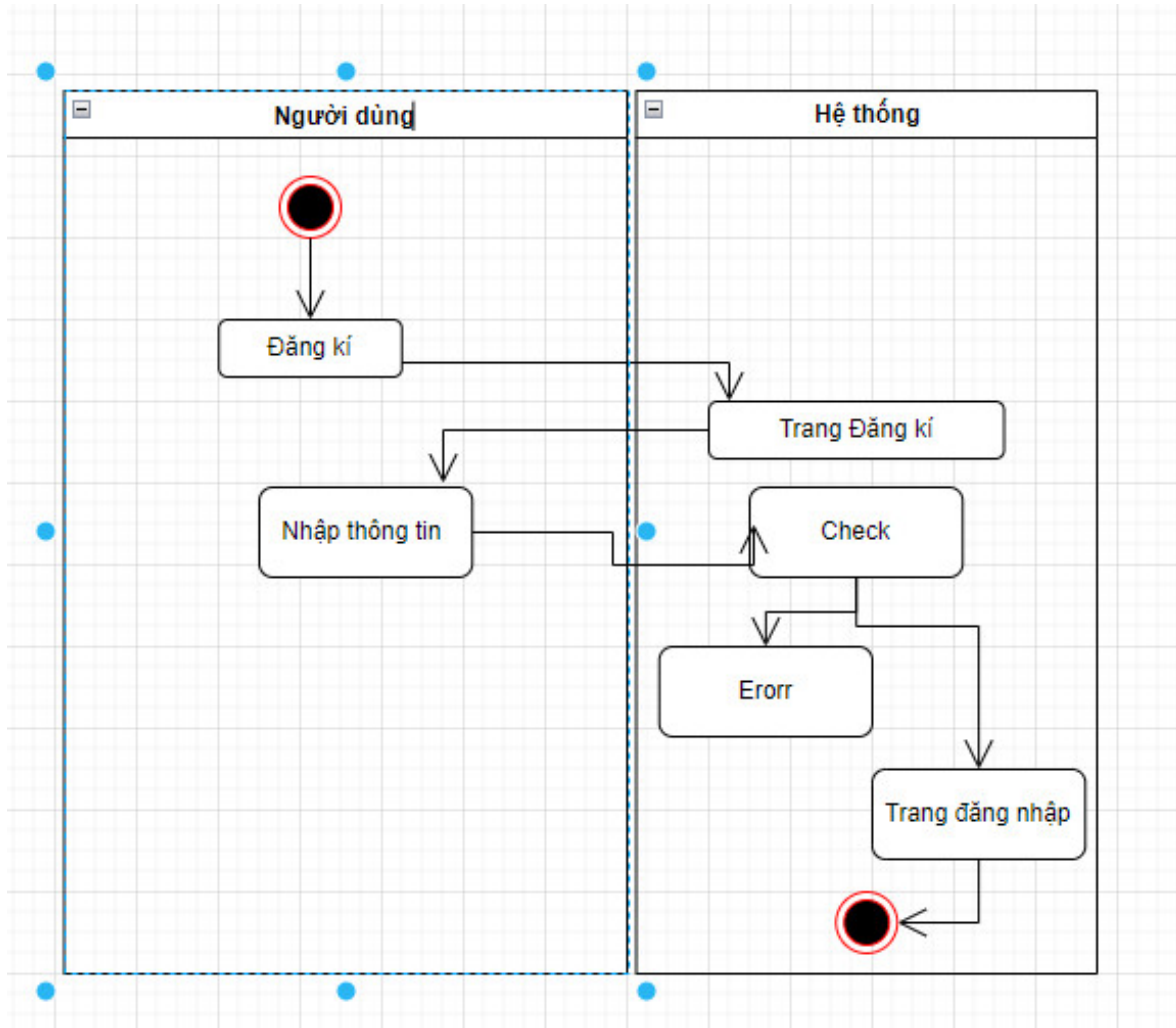 Người dùng
Hệ thống
Đăng kí
Trang Đăng kí
Nhập thông tin
Check
Erorr
Trang đăng nhập